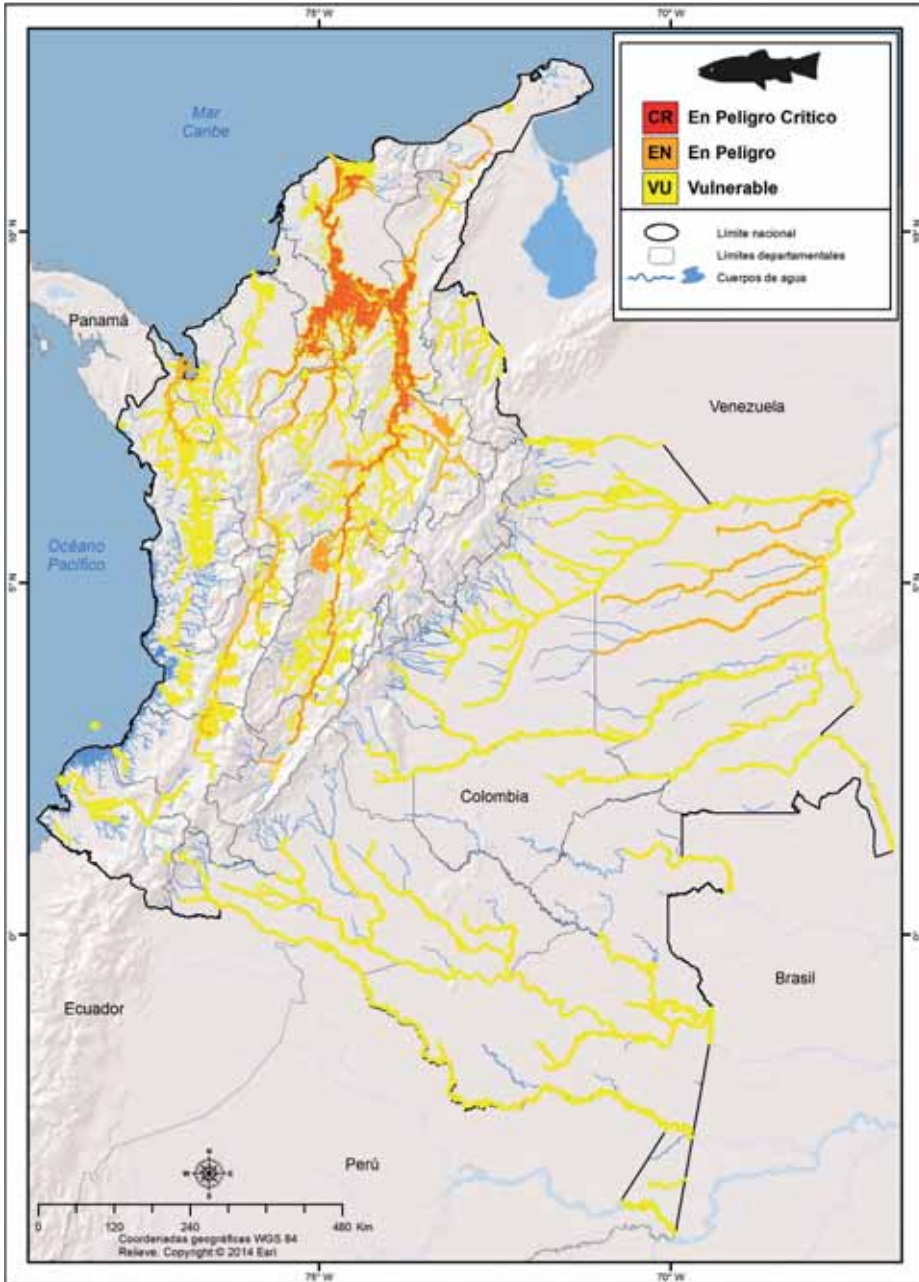 75° W
70° W
Mar
Caribe
CR En Peligro Crítico
EN En Peligro
VU Vulnerable
Límite nacional
Límites departamentales
Cuerpos de agua
10° N
10° N
Panamá
Venezuela
Océano
Pacífico
5° N
5° N
Colombia
0°
0°
Ecuador
Brasil
Perú
N
W E
S
0 120 240 480 Km
Coordenadas geográficas WGS 84
Relieve. Copyright © 2014 Esri
75° W
70° W